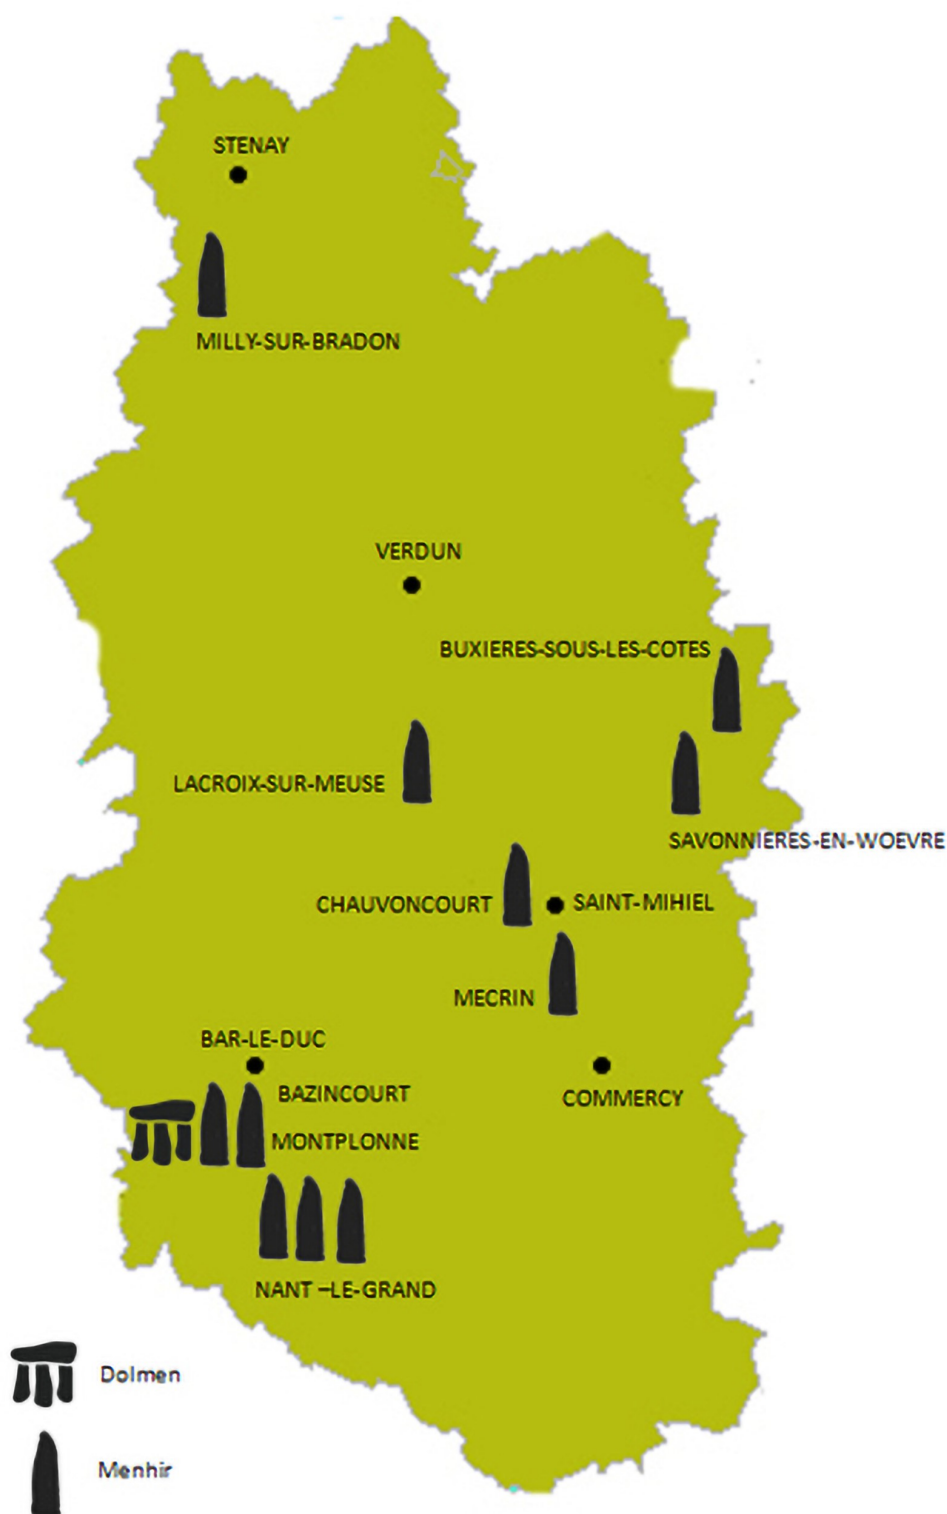 STENAY
MILLY-SUR-BRADON
VERDUN
BUXIERES-SOUS-LES-COTES
LACROIX-SUR-MEUSE
SAVONNIERES-EN-WOEVRE
CHAUVONCOURT
SAINT-MIHIEL
MECRIN
BAR-LE-DUC
BAZINCOURT
COMMERCY
MONTPLONNE
NANT –LE-GRAND
Dolmen
Menhir